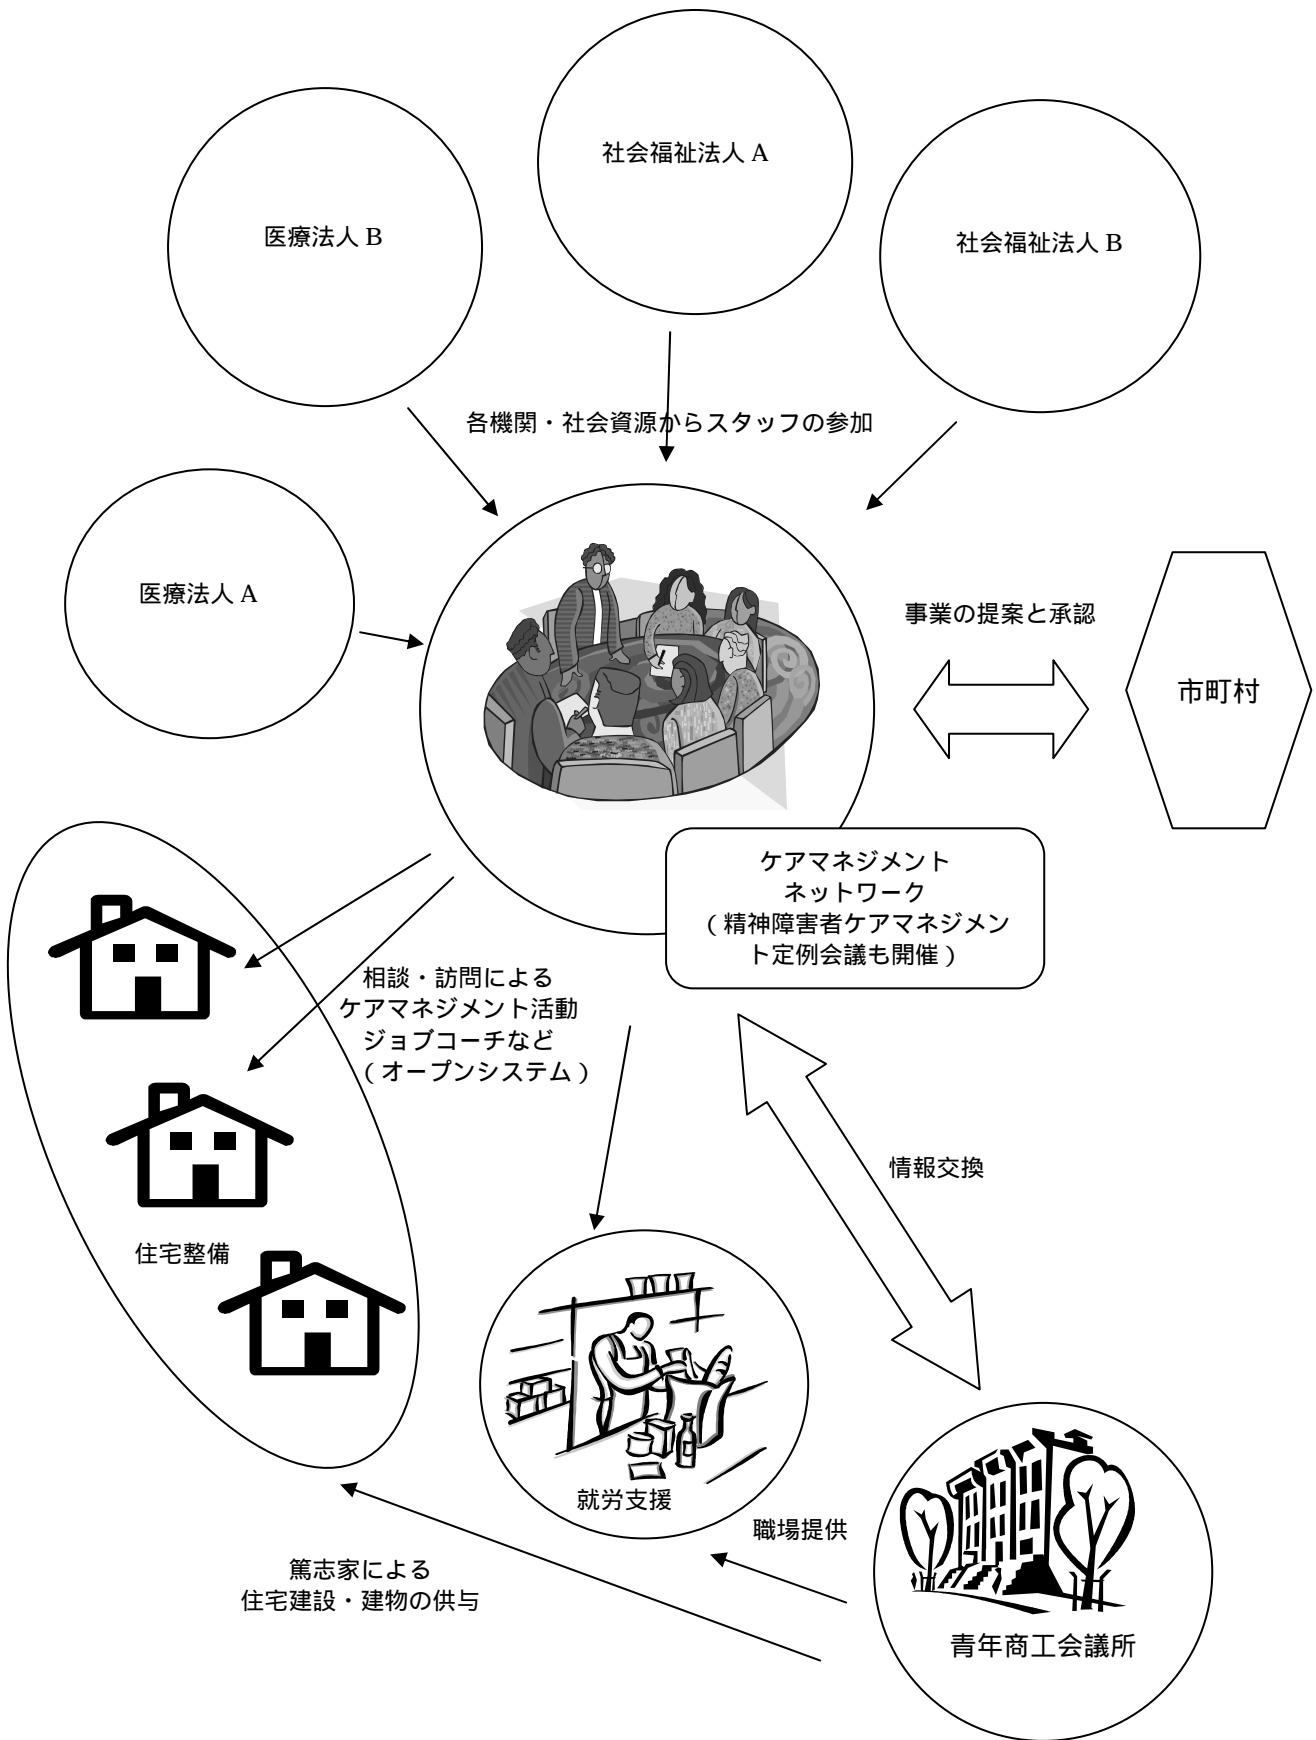 社会福祉法人 A
医療法人 B
社会福祉法人 B
各機関・社会資源からスタッフの参加
医療法人 A
事業の提案と承認
市町村
ケアマネジメント
ネットワーク
（精神障害者ケアマネジメン
ト定例会議も開催）
相談・訪問による
ケアマネジメント活動
ジョブコーチなど
（オープンシステム）
情報交換
住宅整備
就労支援
職場提供
篤志家による
住宅建設・建物の供与
青年商工会議所